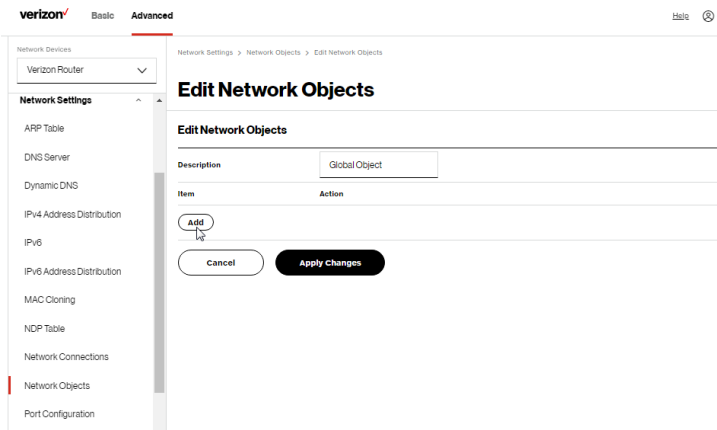 verizon
Basic
Advanced
Help
Network Devices
Verizon Router
Network Settings
ARP Table
DNS Server
Dynamic DNS
IPv4 Address Distribution
IPv6
IPv6 Address Distribution
MAC Cloning
NDP Table
Network Connections
Network Objects
Port Configuration
Network Settings > Network Objects > Edit Network Objects
Edit Network Objects
Edit Network Objects
Description Global Object
Item Action
Add
Cancel Apply Changes